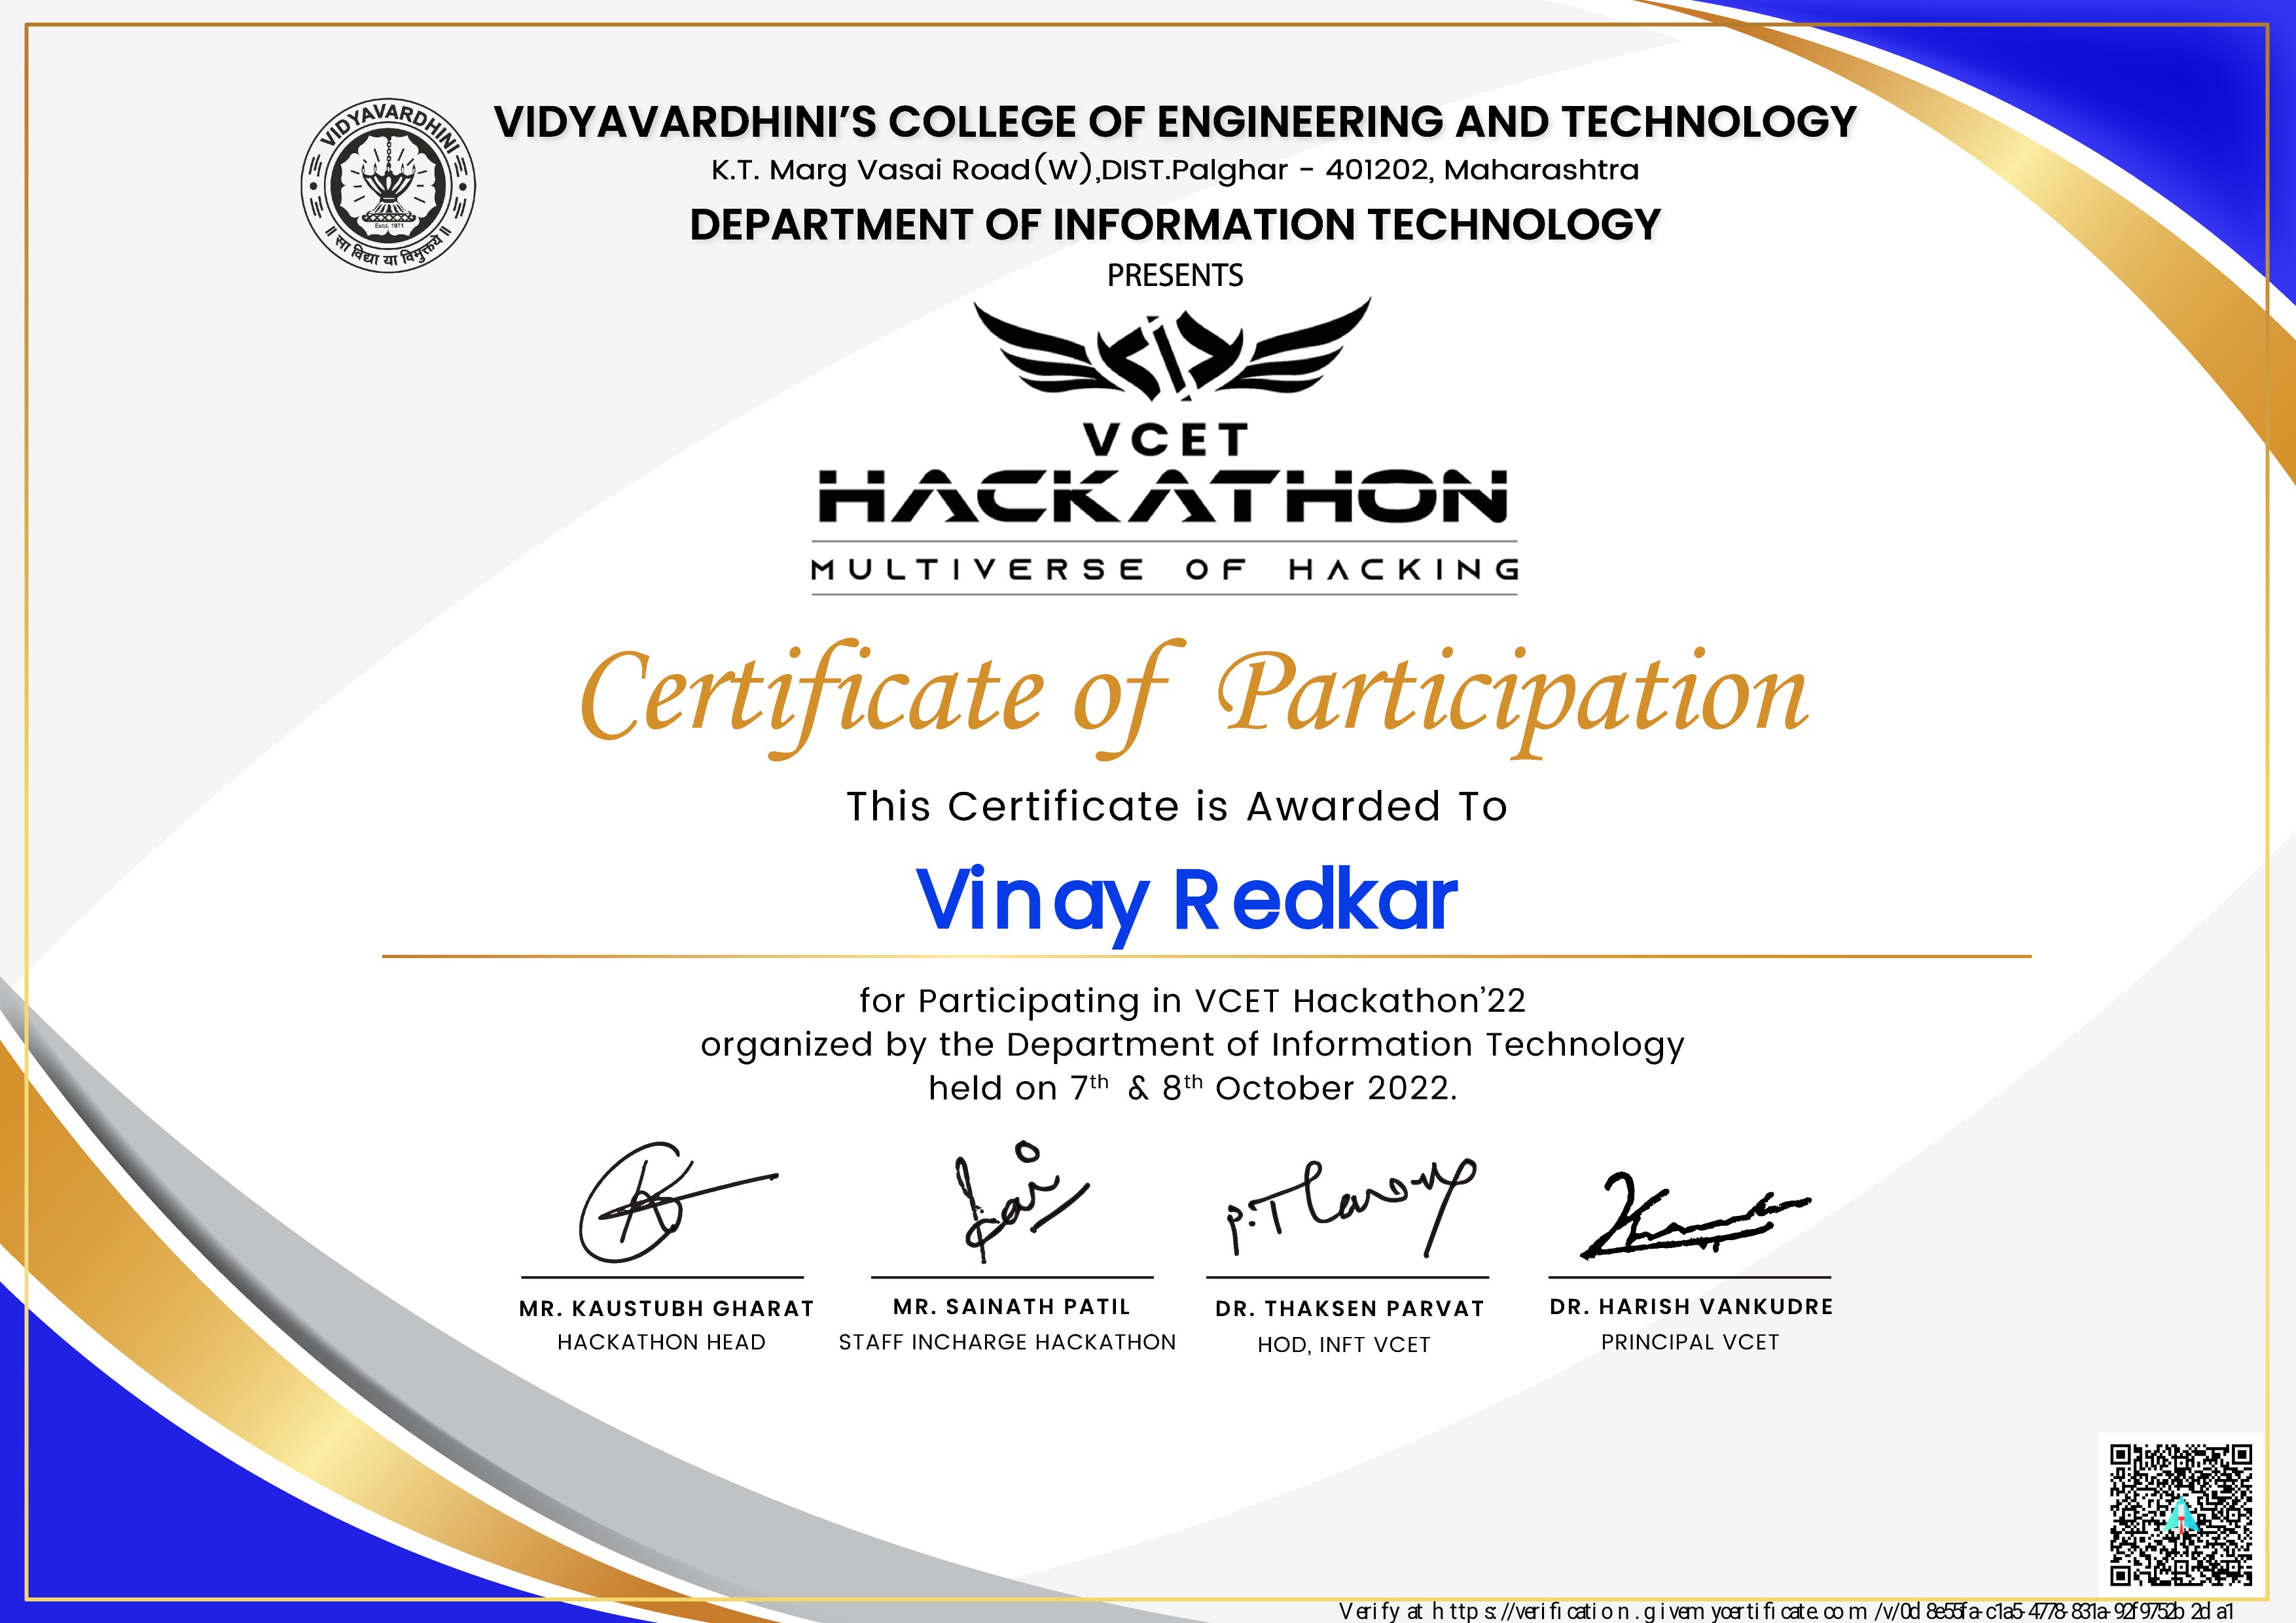 VIDYAVARDHINI
Estd. 1971
॥ सा विद्या या विमुक्तये ॥
VIDYAVARDHINI’S COLLEGE OF ENGINEERING AND TECHNOLOGY
K.T. Marg Vasai Road(W),DIST.Palghar - 401202, Maharashtra
DEPARTMENT OF INFORMATION TECHNOLOGY
PRESENTS
VCET
HACKATHON
MULTIVERSE OF HACKING
Certificate of Participation
This Certificate is Awarded To
Vinay Redkar
for Participating in VCET Hackathon’22
organized by the Department of Information Technology
held on 7th & 8th October 2022.
MR. KAUSTUBH GHARAT
HACKATHON HEAD
MR. SAINATH PATIL
STAFF INCHARGE HACKATHON
DR. THAKSEN PARVAT
HOD, INFT VCET
DR. HARISH VANKUDRE
PRINCIPAL VCET
Verify at https://verification.givemycertificate.com/v/0d8e55fa-c1a5-4778-831a-92f9752b2da1